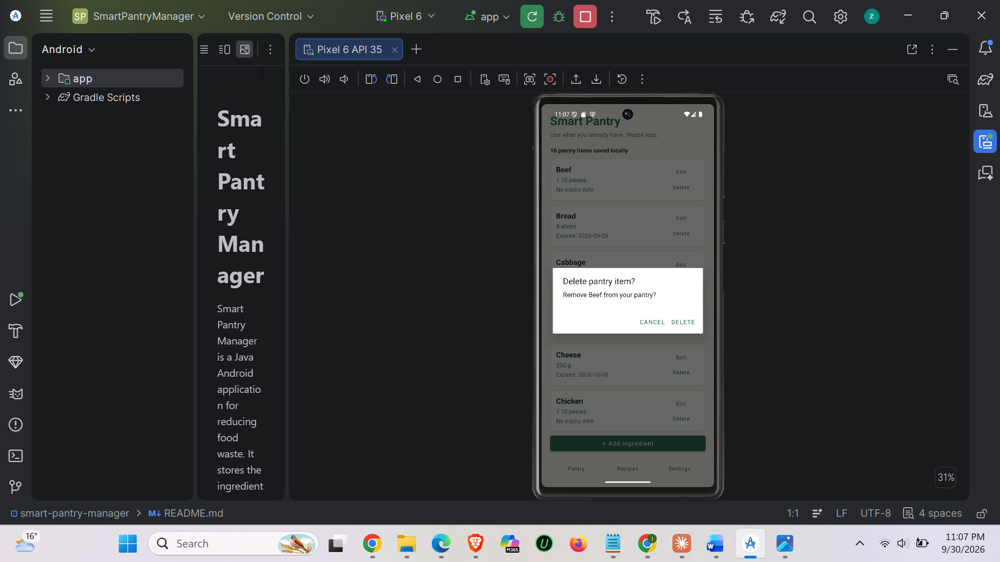 SP SmartPantryManager
Version Control
Pixel 6
app
z
Android
app
Gradle Scripts
Sma
rt
Pant
ry
Man
ager
Smart
Pantry
Manager
is a Java
Android
applicatio
n for
reducing
food
waste. It
stores the
ingredient
Pixel 6 API 35
11:07
Smart Pantry
Use what you already have. Waste less.
16 pantry items saved locally
Beef
1 10 pieces
No expiry date
Edit
Delete
Bread
4 slices
Expires: 2026-09-28
Edit
Delete
Cabbage
Edit
Delete pantry item?
Remove Beef from your pantry?
CANCEL DELETE
Cheese
200 g
Expires: 2026-10-08
Edit
Delete
Chicken
7 10 peices
No expiry date
Edit
Delete
+ Add ingredient
Pantry Recipes Settings
31%
smart-pantry-manager > M↓ README.md
1:1 LF UTF-8 4 spaces
16°
Search
M365
U
j
W
11:07 PM
9/30/2026